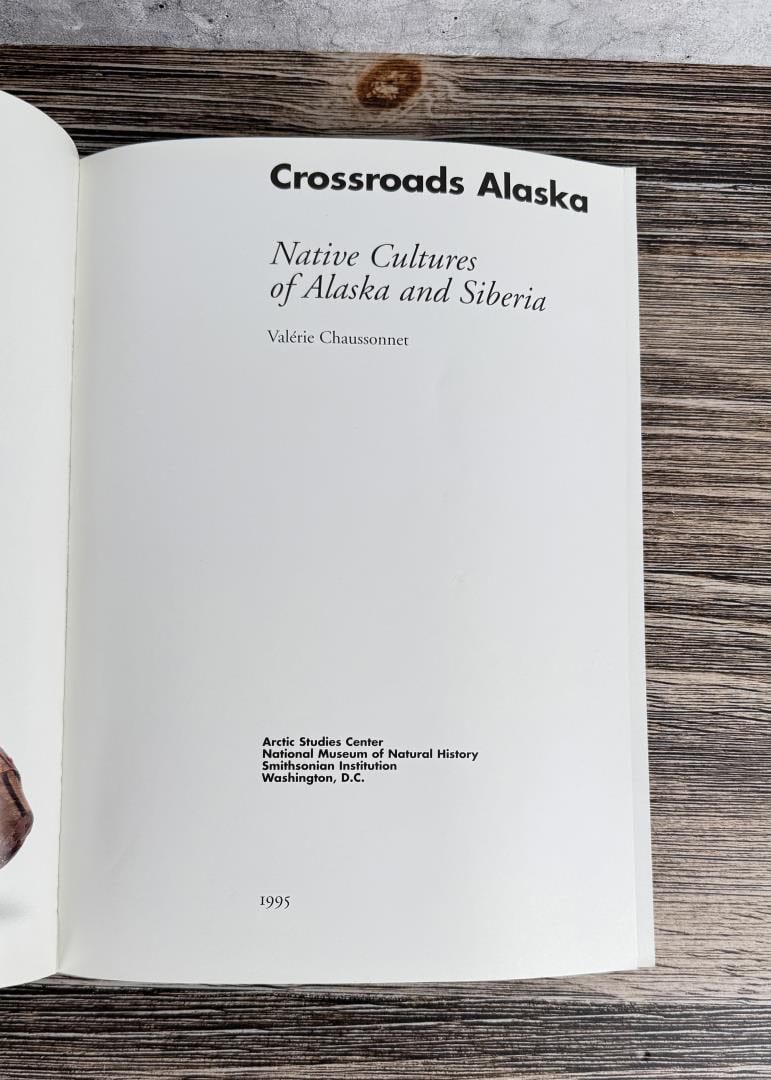 Crossroads Alaska
Native Cultures
of Alaska and Siberia
Valérie Chaussonnet
Arctic Studies Center
National Museum of Natural History
Smithsonian Institution
Washington, D.C.
1995